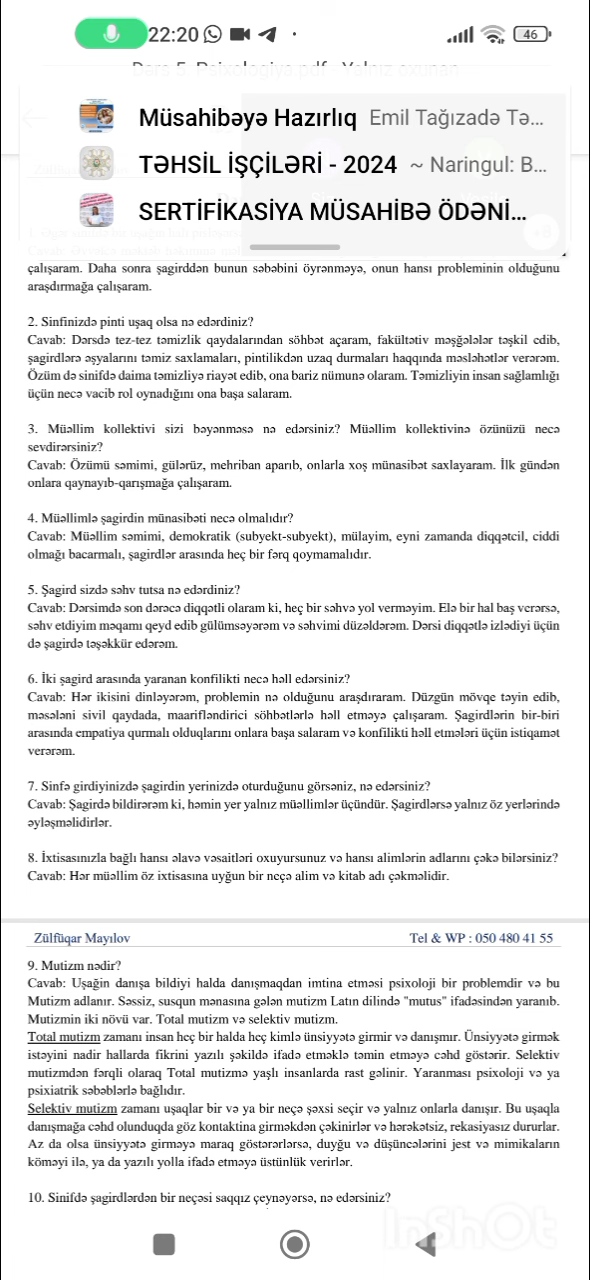 22:20
46
Dərs 5. Psixologiya pdf - Yalnız oxunan
Müsahibəyə Hazırlıq Emil Tağızadə Tə...
TƏHSİL İŞÇİLƏRİ - 2024 ~ Naringul: B...
SERTİFİKASİYA MÜSAHİBƏ ÖDƏNİ...
+8
çalışaram. Daha sonra şagirddən bunun səbəbini öyrənməyə, onun hansı probleminin olduğunu
araşdırmağa çalışaram.
2. Sinfinizdə pinti uşaq olsa nə edərdiniz?
Cavab: Dərsdə tez-tez təmizlik qaydalarından söhbət açaram, fakültətiv məşğələlər təşkil edib,
şagirdlərə əşyalarını təmiz saxlamaları, pintilikdən uzaq durmaları haqqında məsləhətlər verərəm.
Özüm də sinifdə daima təmizliyə riayət edib, ona bariz nümunə olaram. Təmizliyin insan sağlamlığı
üçün necə vacib rol oynadığını ona başa salaram.
3. Müəllim kollektivi sizi bəyənməsə nə edərsiniz? Müəllim kollektivinə özünüzü necə
sevdirərsiniz?
Cavab: Özümü səmimi, gülərüz, mehriban aparıb, onlarla xoş münasibət saxlayaram. İlk gündən
onlara qaynayıb-qarışmağa çalışaram.
4. Müəllimlə şagirdin münasibəti necə olmalıdır?
Cavab: Müəllim səmimi, demokratik (subyekt-subyekt), mülayim, eyni zamanda diqqətcil, ciddi
olmağı bacarmalı, şagirdlər arasında heç bir fərq qoymamalıdır.
5. Şagird sizdə səhv tutsa nə edərdiniz?
Cavab: Dərsimdə son dərəcə diqqətli olaram ki, heç bir səhvə yol verməyim. Elə bir hal baş verərsə,
səhv etdiyim məqamı qeyd edib gülümsəyərəm və səhvimi düzəldərəm. Dərsi diqqətlə izlədiyi üçün
də şagirdə təşəkkür edərəm.
6. İki şagird arasında yaranan konfilikti necə həll edərsiniz?
Cavab: Hər ikisini dinləyərəm, problemin nə olduğunu araşdıraram. Düzgün mövqe təyin edib,
məsələni sivil qaydada, maarifləndirici söhbətlərlə həll etməyə çalışaram. Şagirdlərin bir-biri
arasında empatiya qurmalı olduqlarını onlara başa salaram və konfilikti həll etmələri üçün istiqamət
verərəm.
7. Sinfə girdiyinizdə şagirdin yerinizdə oturduğunu görsəniz, nə edərsiniz?
Cavab: Şagirdə bildirərəm ki, həmin yer yalnız müəllimlər üçündür. Şagirdlərsə yalnız öz yerlərində
əyləşməlidirlər.
8. İxtisasınızla bağlı hansı əlavə vəsaitləri oxuyursunuz və hansı alimlərin adlarını çəkə bilərsiniz?
Cavab: Hər müəllim öz ixtisasına uyğun bir neçə alim və kitab adı çəkməlidir.
Zülfüqar Mayılov Tel & WP : 050 480 41 55
9. Mutizm nədir?
Cavab: Uşağin danışa bildiyi halda danışmaqdan imtina etməsi psixoloji bir problemdir və bu
Mutizm adlanır. Səssiz, susqun mənasına gələn mutizm Latın dilində "mutus" ifadəsindən yaranıb.
Mutizmin iki növü var. Total mutizm və selektiv mutizm.
Total mutizm zamanı insan heç bir halda heç kimlə ünsiyyətə girmir və danışmır. Ünsiyyətə girmək
istəyini nadir hallarda fikrini yazılı şəkildə ifadə etməklə təmin etməyə cəhd göstərir. Selektiv
mutizmdən fərqli olaraq Total mutizmə yaşlı insanlarda rast gəlinir. Yaranması psixoloji və ya
psixiatrik səbəblərlə bağlıdır.
Selektiv mutizm zamanı uşaqlar bir və ya bir neçə şəxsi seçir və yalnız onlarla danışır. Bu uşaqla
danışmağa cəhd olunduqda göz kontaktına girməkdən çəkinirlər və hərəkətsiz, rekasiyasız dururlar.
Az da olsa ünsiyyətə girməyə maraq göstərərlərsə, duyğu və düşüncələrini jest və mimikaların
köməyi ilə, ya da yazılı yolla ifadə etməyə üstünlük verirlər.
10. Sinifdə şagirdlərdən bir neçəsi saqqız çeynəyərsə, nə edərsiniz?
InShOt